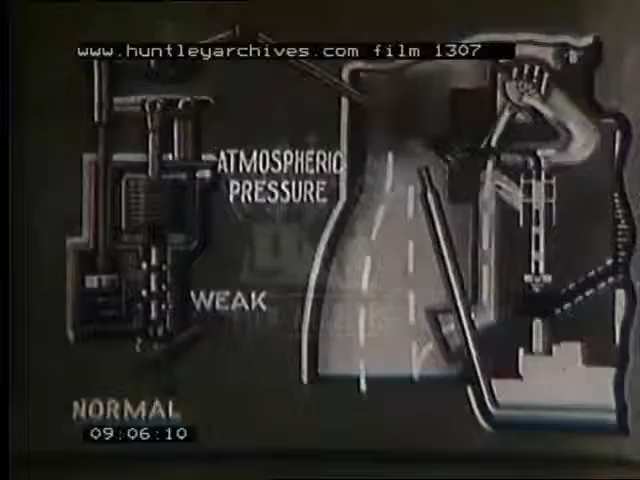 www.huntleyarchives.com film 1307
ATMOSPHERIC
PRESSURE
WEAK
NORMAL
09:06:10